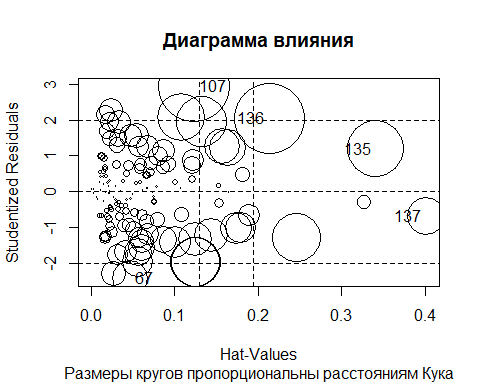 Диаграмма влияния
Studentized Residuals
3
2
1
0
-1
-2
107
136
135
137
67
0.0 0.1 0.2 0.3 0.4
Hat-Values
Размеры кругов пропорциональны расстояниям Кука